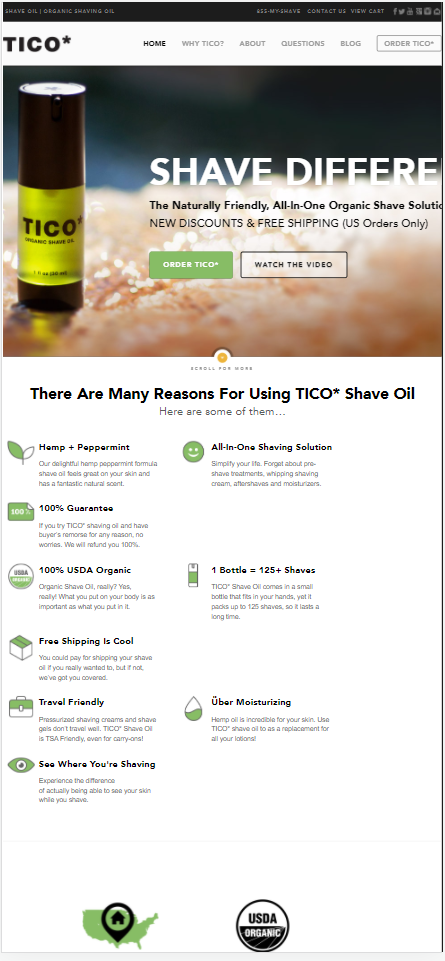 SHAVE OIL | ORGANIC SHAVING OIL
855-MY-SHAVE CONTACT US VIEW CART
TICO*
HOME WHY TICO? ABOUT QUESTIONS BLOG ORDER TICO*
SHAVE DIFFERE
The Naturally Friendly, All-In-One Organic Shave Solutio
NEW DISCOUNTS & FREE SHIPPING (US Orders Only)
TICO*
ORGANIC SHAVE OIL
1 fl oz (30 ml)
ORDER TICO* WATCH THE VIDEO
SCROLL FOR MORE
There Are Many Reasons For Using TICO* Shave Oil
Here are some of them...
Hemp + Peppermint
Our delightful hemp peppermint formula
shave oil feels great on your skin and
has a fantastic natural scent.
All-In-One Shaving Solution
Simplify your life. Forget about pre-
shave treatments, whipping shaving
cream, aftershaves and moisturizers.
100%
100% Guarantee
If you try TICO* shaving oil and have
buyer's remorse for any reason, no
worries. We will refund you 100%.
USDA
ORGANIC
100% USDA Organic
Organic Shave Oil, really? Yes,
really! What you put on your body is as
important as what you put in it.
1 Bottle = 125+ Shaves
TICO* Shave Oil comes in a small
bottle that fits in your hands, yet it
packs up to 125 shaves, so it lasts a
long time.
Free Shipping Is Cool
You could pay for shipping your shave
oil if you really wanted to, but if not,
we've got you covered.
Travel Friendly
Pressurized shaving creams and shave
gels don't travel well. TICO* Shave Oil
is TSA Friendly, even for carry-ons!
Über Moisturizing
Hemp oil is incredible for your skin. Use
TICO* shave oil to as a replacement for
all your lotions!
See Where You're Shaving
Experience the difference
of actually being able to see your skin
while you shave.
USDA
ORGANIC